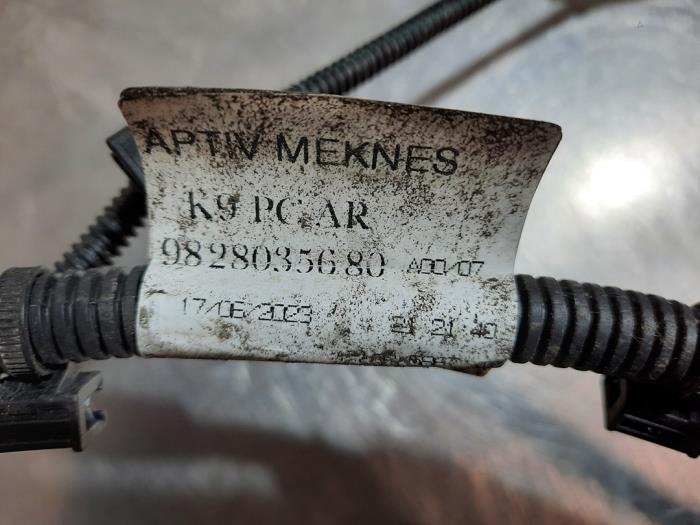 APTIV MEKNES
K9 PC AR
9828035680 A00/07
17/06/2023 21 21 40